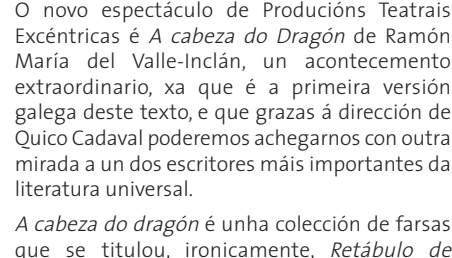 O novo espectáculo de Producións Teatrais
Excéntricas é A cabeza do Dragón de Ramón
María del Valle-Inclán, un acontecemento
extraordinario, xa que é a primeira versión
galega deste texto, e que grazas á dirección de
Quico Cadaval poderemos achegarnos con outra
mirada a un dos escritores máis importantes da
literatura universal.
A cabeza do dragón é unha colección de farsas
que se titulou, ironicamente, Retábulo de